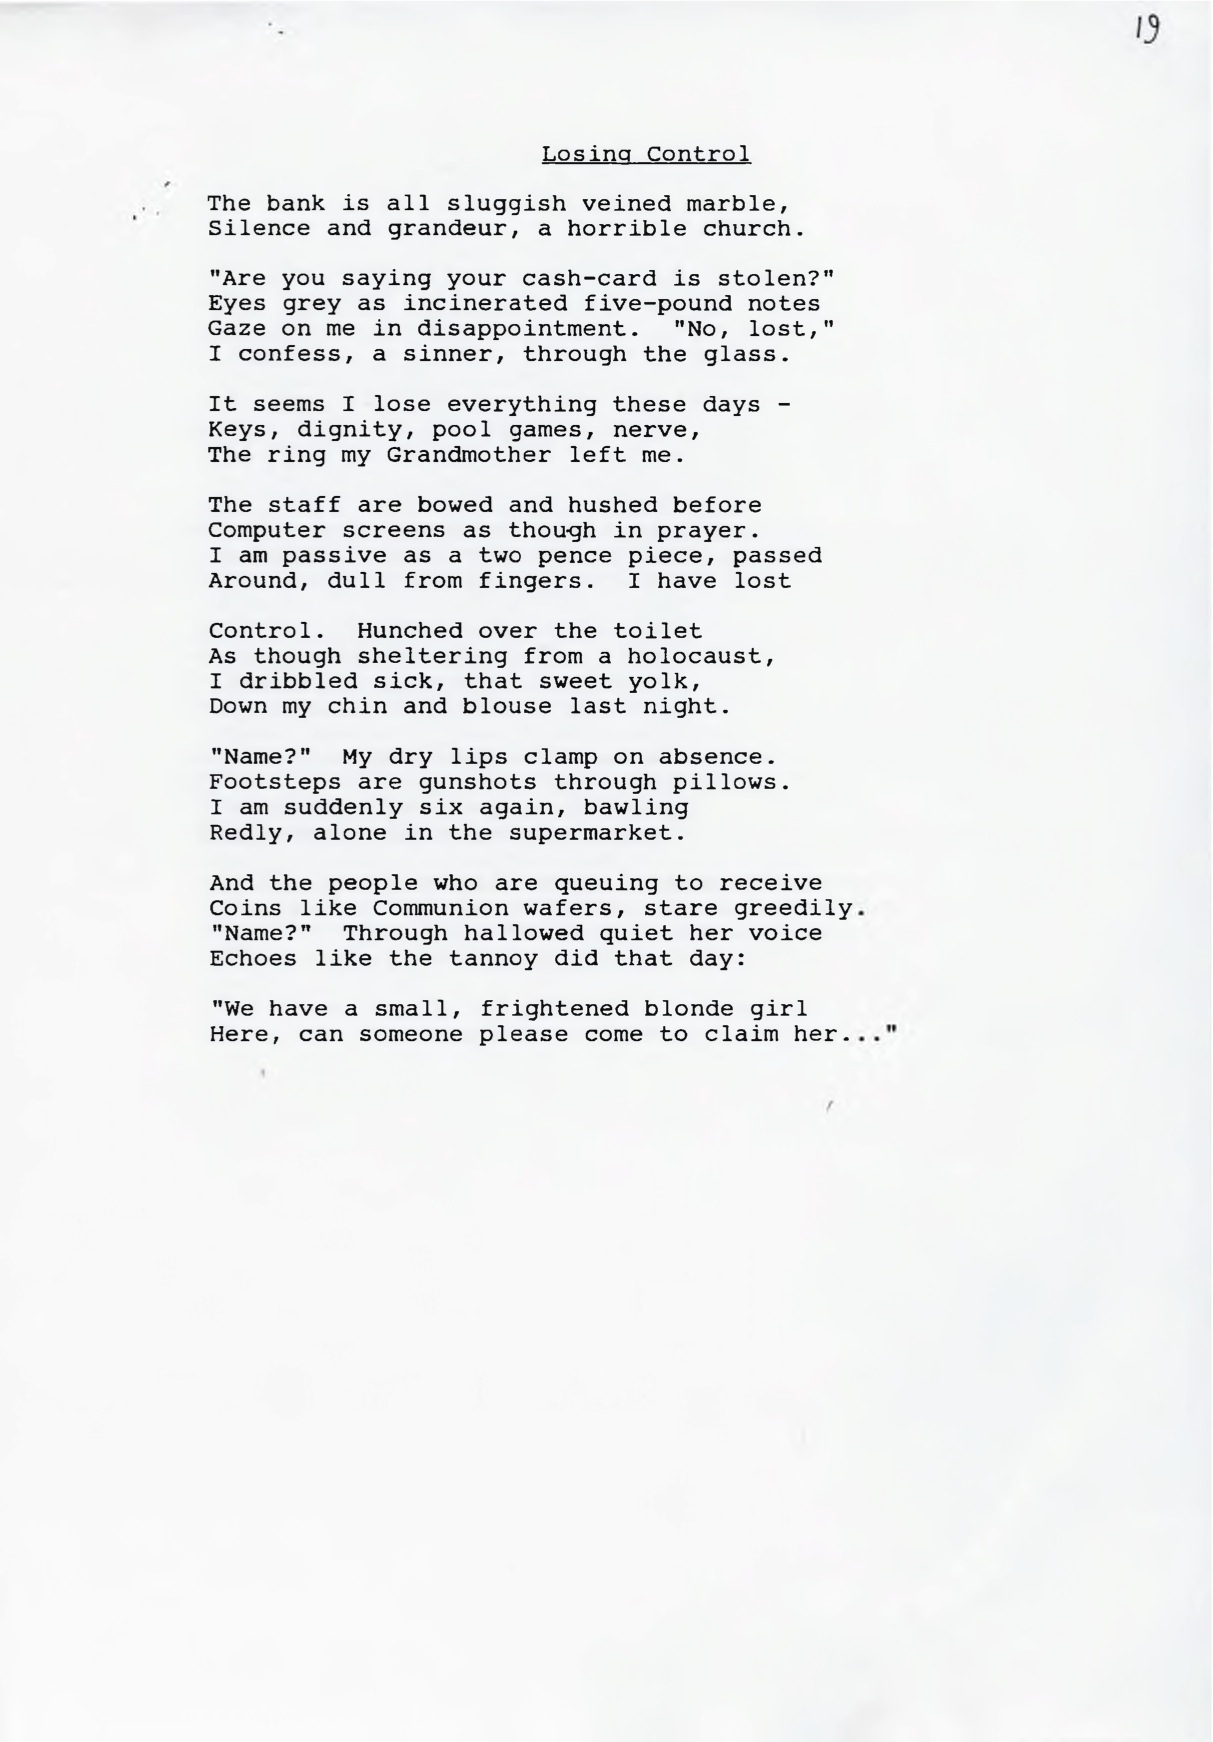 19
Losing Control
The bank is all sluggish veined marble,
Silence and grandeur, a horrible church.
"Are you saying your cash-card is stolen?"
Eyes grey as incinerated five-pound notes
Gaze on me in disappointment.  "No, lost,"
I confess, a sinner, through the glass.
It seems I lose everything these days -
Keys, dignity, pool games, nerve,
The ring my Grandmother left me.
The staff are bowed and hushed before
Computer screens as though in prayer.
I am passive as a two pence piece, passed
Around, dull from fingers.  I have lost
Control.  Hunched over the toilet
As though sheltering from a holocaust,
I dribbled sick, that sweet yolk,
Down my chin and blouse last night.
"Name?"  My dry lips clamp on absence.
Footsteps are gunshots through pillows.
I am suddenly six again, bawling
Redly, alone in the supermarket.
And the people who are queuing to receive
Coins like Communion wafers, stare greedily.
"Name?"  Through hallowed quiet her voice
Echoes like the tannoy did that day:
"We have a small, frightened blonde girl
Here, can someone please come to claim her..."